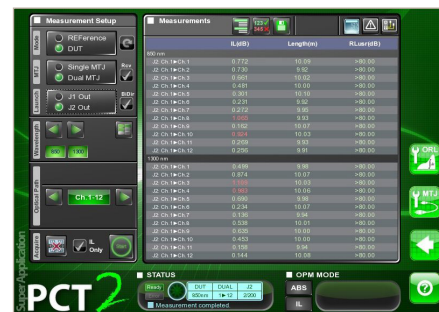 Measurement Setup
Mode
REFerence
DUT
MTJ
Single MTJ
Dual MTJ
Rev
Launch
J1 Out
J2 Out
BiDir
Wavelength
850
1300
Optical Path
Ch.1-12
Acquire
IL
Only
Measurements
IL(dB) Length(m) RLusr(dB)
850 nm
J2 Ch.1►Ch.1 0.772 10.09 >80.00
J2 Ch.1►Ch.2 0.730 9.92 >80.00
J2 Ch.1►Ch.3 0.661 10.02 >80.00
J2 Ch.1►Ch.4 0.481 10.00 >80.00
J2 Ch.1►Ch.5 0.301 10.10 >80.00
J2 Ch.1►Ch.6 0.231 9.92 >80.00
J2 Ch.1►Ch.7 0.272 9.95 >80.00
J2 Ch.1►Ch.8 9.93 >80.00
J2 Ch.1►Ch.9 0.162 10.07 >80.00
J2 Ch.1►Ch.10 0.924 10.03 >80.00
J2 Ch.1►Ch.11 0.269 9.93 >80.00
J2 Ch.1►Ch.12 0.256 9.91 >80.00
1300 nm
J2 Ch.1►Ch.1 0.499 9.98 >80.00
J2 Ch.1►Ch.2 0.874 10.07 >80.00
J2 Ch.1►Ch.3 10.03 >80.00
J2 Ch.1►Ch.4 10.06 >80.00
J2 Ch.1►Ch.5 0.690 9.98 >80.00
J2 Ch.1►Ch.6 0.234 10.07 >80.00
J2 Ch.1►Ch.7 0.136 9.94 >80.00
J2 Ch.1►Ch.8 0.538 10.01 >80.00
J2 Ch.1►Ch.9 0.635 10.00 >80.00
J2 Ch.1►Ch.10 0.453 10.00 >80.00
J2 Ch.1►Ch.11 0.158 9.94 >80.00
J2 Ch.1►Ch.12 0.144 10.08 >80.00
ORL
MTJ
Super Application
PCT 2
STATUS
Ready
DUT DUAL J2
850nm 1►12 2/200
Measurement completed.
OPM MODE
ABS
IL
?